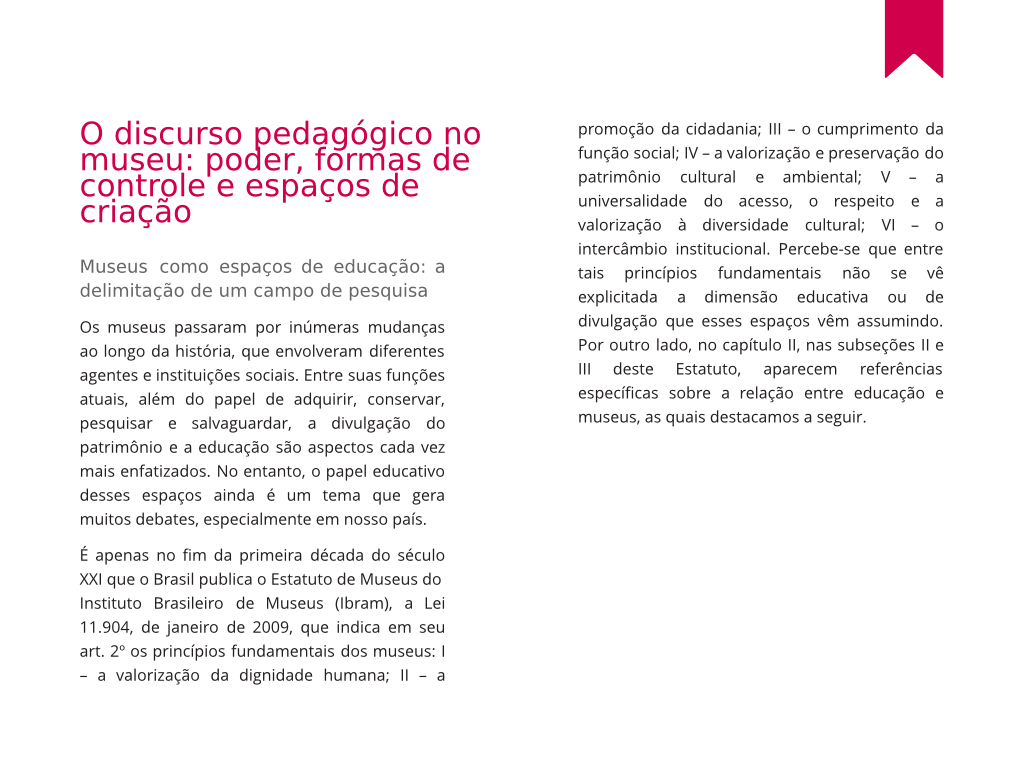 O discurso pedagógico no
museu: poder, formas de
controle e espaços de
criação
Museus como espaços de educação: a
delimitação de um campo de pesquisa
Os museus passaram por inúmeras mudanças
ao longo da história, que envolveram diferentes
agentes e instituições sociais. Entre suas funções
atuais, além do papel de adquirir, conservar,
pesquisar e salvaguardar, a divulgação do
patrimônio e a educação são aspectos cada vez
mais enfatizados. No entanto, o papel educativo
desses espaços ainda é um tema que gera
muitos debates, especialmente em nosso país.
É apenas no fim da primeira década do século
XXI que o Brasil publica o Estatuto de Museus do
Instituto Brasileiro de Museus (Ibram), a Lei
11.904, de janeiro de 2009, que indica em seu
art. 2º os princípios fundamentais dos museus: I
– a valorização da dignidade humana; II – a
promoção da cidadania; III – o cumprimento da
função social; IV – a valorização e preservação do
patrimônio cultural e ambiental; V – a
universalidade do acesso, o respeito e a
valorização à diversidade cultural; VI – o
intercâmbio institucional. Percebe-se que entre
tais princípios fundamentais não se vê
explicitada a dimensão educativa ou de
divulgação que esses espaços vêm assumindo.
Por outro lado, no capítulo II, nas subseções II e
III deste Estatuto, aparecem referências
específicas sobre a relação entre educação e
museus, as quais destacamos a seguir.